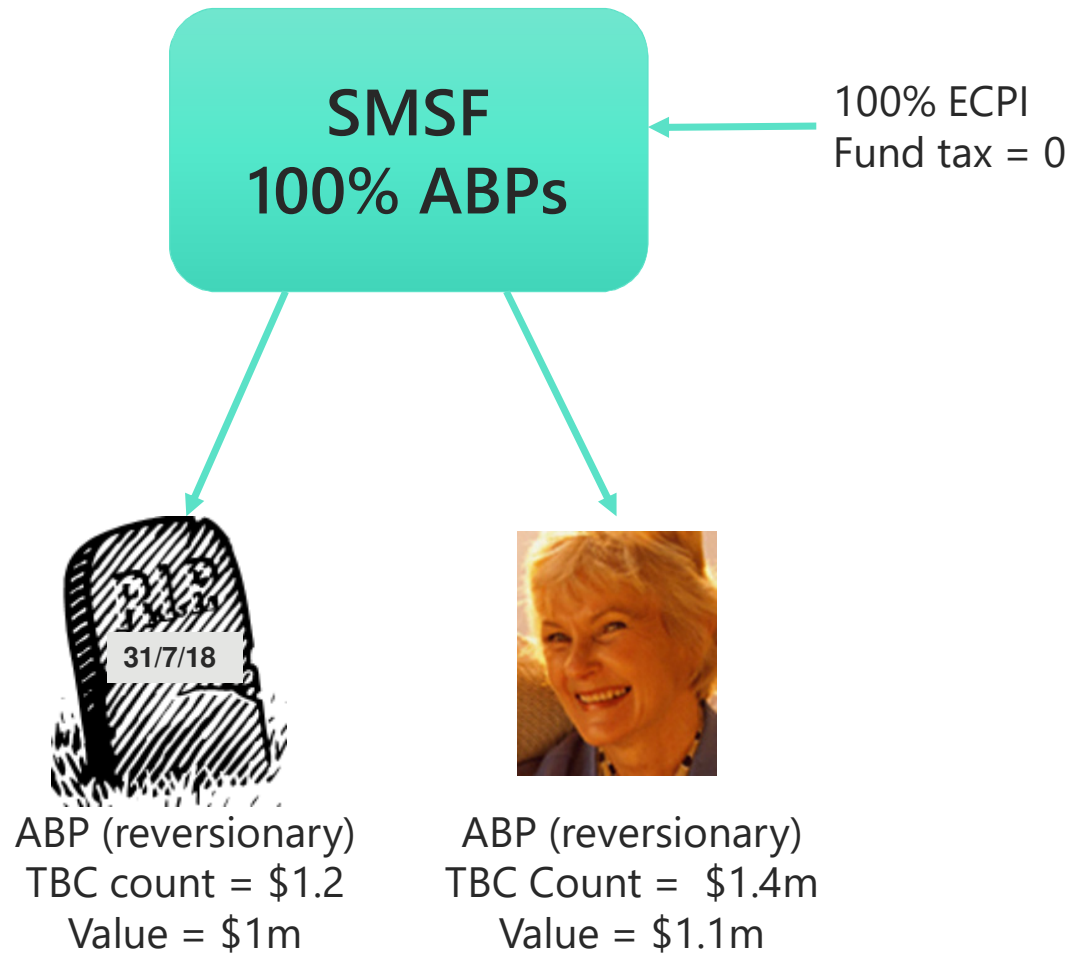 SMSF
100% ABPs
100% ECPI
Fund tax = 0
R.I.P.
31/7/18
ABP (reversionary)
TBC count = $1.2
Value = $1m
ABP (reversionary)
TBC Count = $1.4m
Value = $1.1m